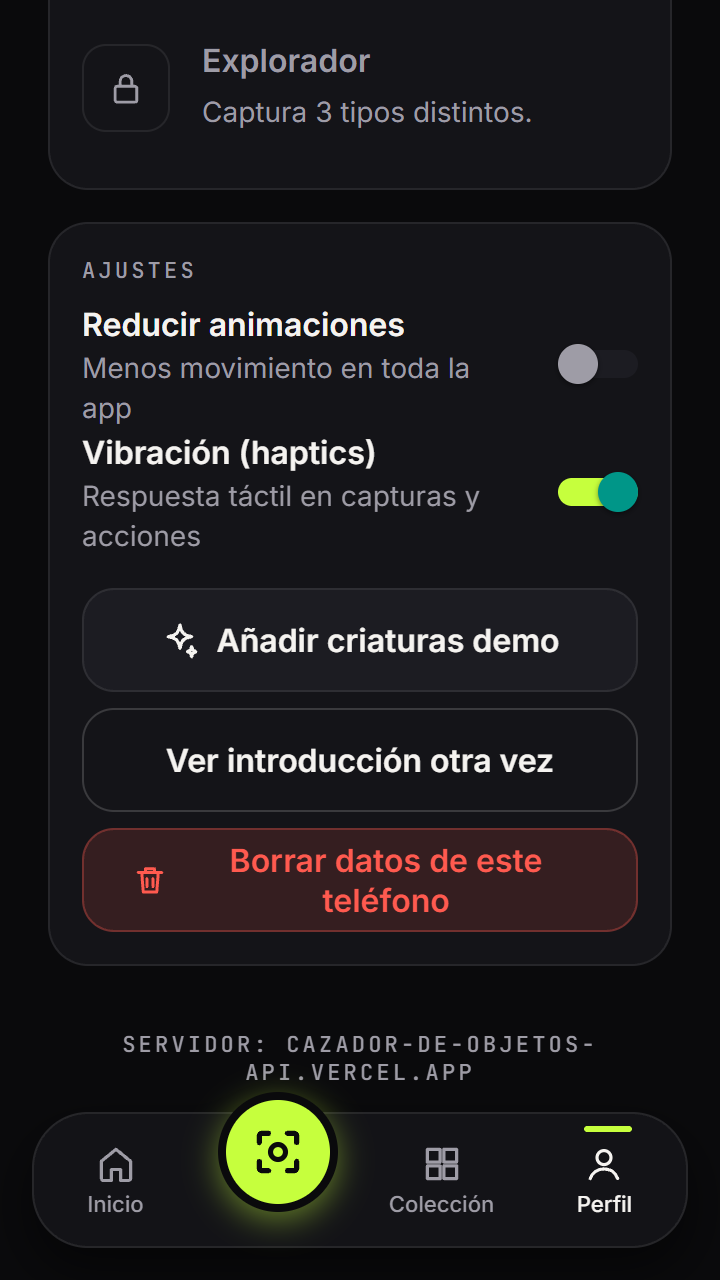 Explorador
Captura 3 tipos distintos.
AJUSTES
Reducir animaciones
Menos movimiento en toda la
app
Vibración (haptics)
Respuesta táctil en capturas y
acciones
Añadir criaturas demo
Ver introducción otra vez
Borrar datos de este
teléfono
SERVIDOR: CAZADOR-DE-OBJETOS-
API.VERCEL.APP
Inicio
Colección
Perfil